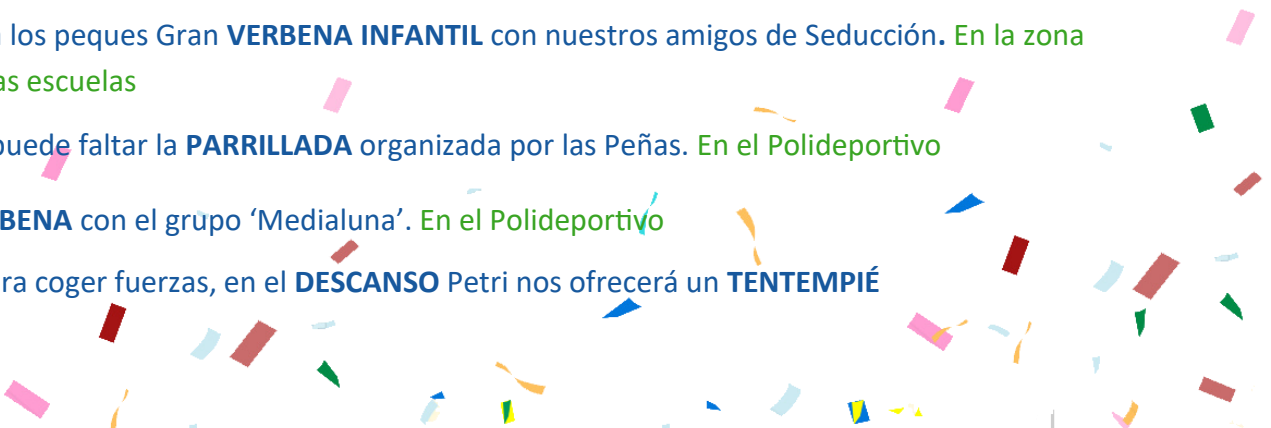 los peques Gran VERBENA INFANTIL con nuestros amigos de Seducción. En la zona
as escuelas
puede faltar la PARRILLADA organizada por las Peñas. En el Polideportivo
BENA con el grupo ‘Medialuna’. En el Polideportivo
ra coger fuerzas, en el DESCANSO Petri nos ofrecerá un TENTEMPIÉ